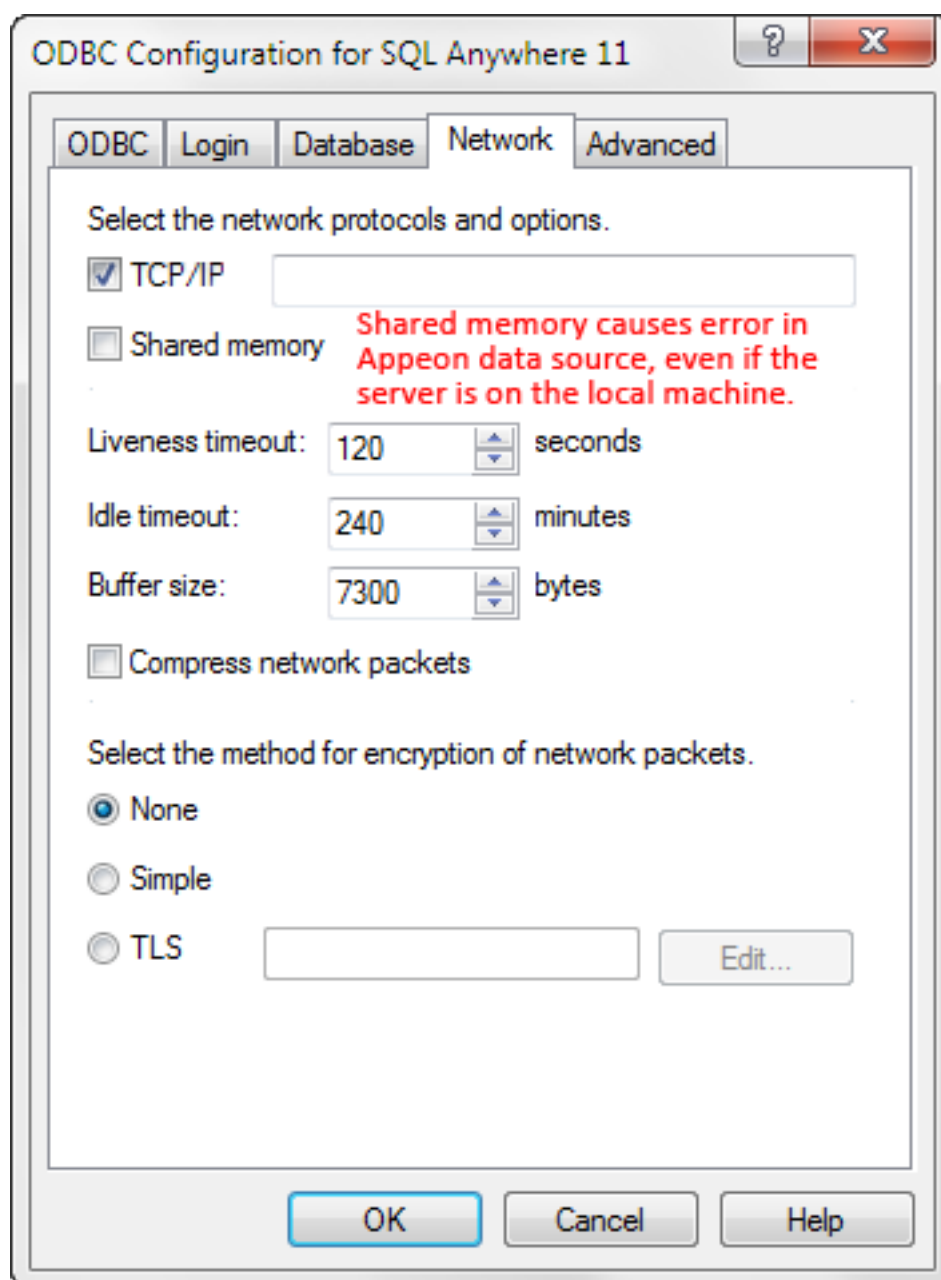 ODBC Configuration for SQL Anywhere 11
ODBC Login Database Network Advanced
Select the network protocols and options.
TCP/IP
Shared memory
Shared memory causes error in
Appeon data source, even if the
server is on the local machine.
Liveness timeout: 120 seconds
Idle timeout: 240 minutes
Buffer size: 7300 bytes
Compress network packets
Select the method for encryption of network packets.
None
Simple
TLS Edit...
OK Cancel Help